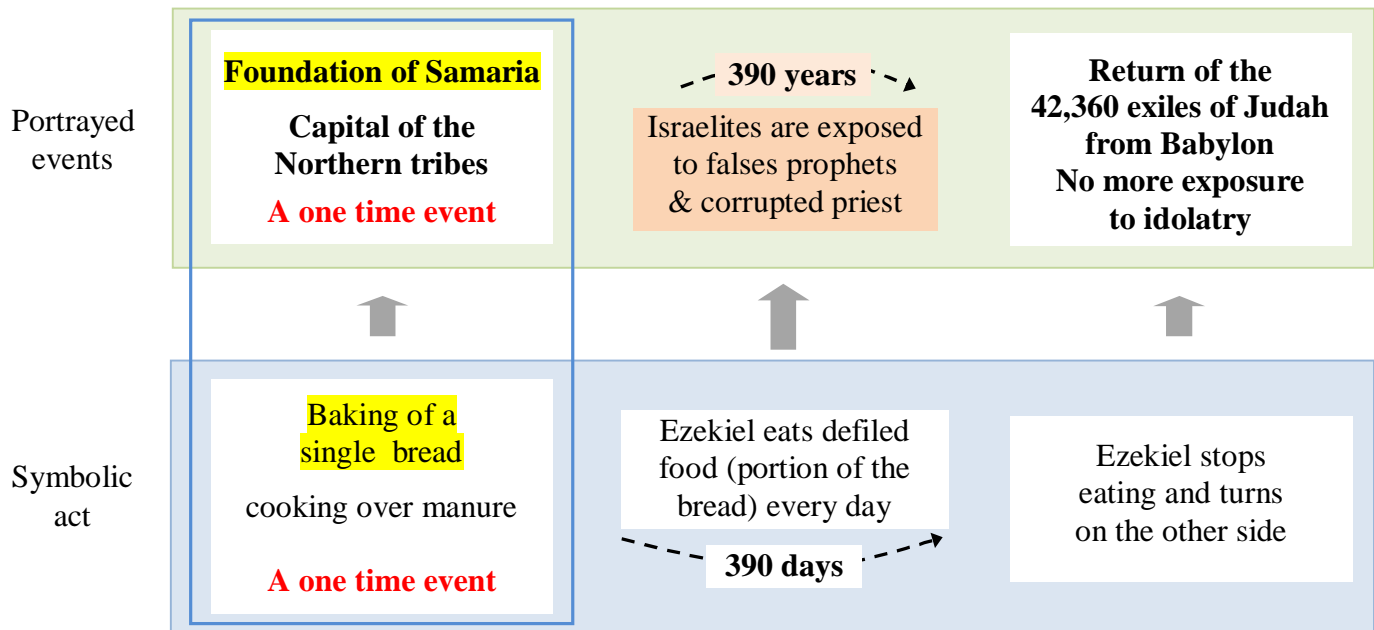 Portrayed
events
Foundation of Samaria
Capital of the
Northern tribes
A one time event
390 years
Israelites are exposed
to falses prophets
& corrupted priest
Return of the
42,360 exiles of Judah
from Babylon
No more exposure
to idolatry
Symbolic
act
Baking of a
single bread
cooking over manure
A one time event
Ezekiel eats defiled
food (portion of the
bread) every day
390 days
Ezekiel stops
eating and turns
on the other side